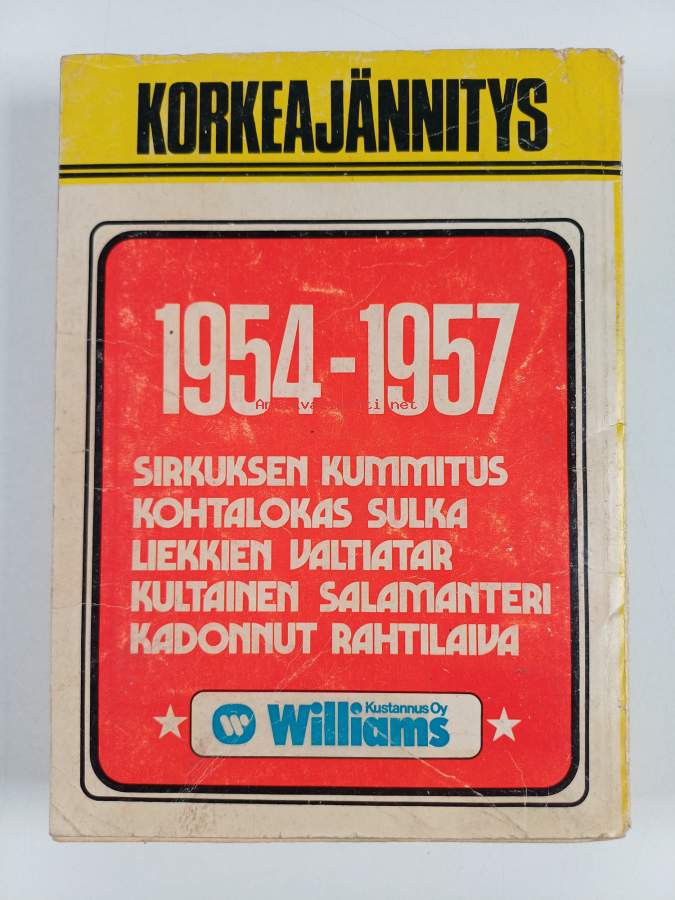 KORKEAJÄNNITYS
1954-1957
SIRKUKSEN KUMMITUS
KOHTALOKAS SULKA
LIEKKIEN VALTIATAR
KULTAINEN SALAMANTERI
KADONNUT RAHTILAIVA
Kustannus Oy
Williams